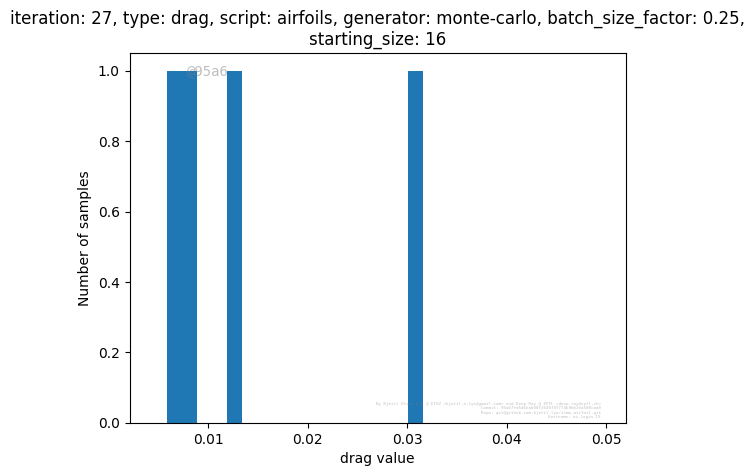 iteration: 27, type: drag, script: airfoils, generator: monte-carlo, batch_size_factor: 0.25,
starting_size: 16
@95a6
1.0
0.8
0.6
0.4
0.2
0.0
Number of samples
0.01
0.02
0.03
0.04
0.05
drag value